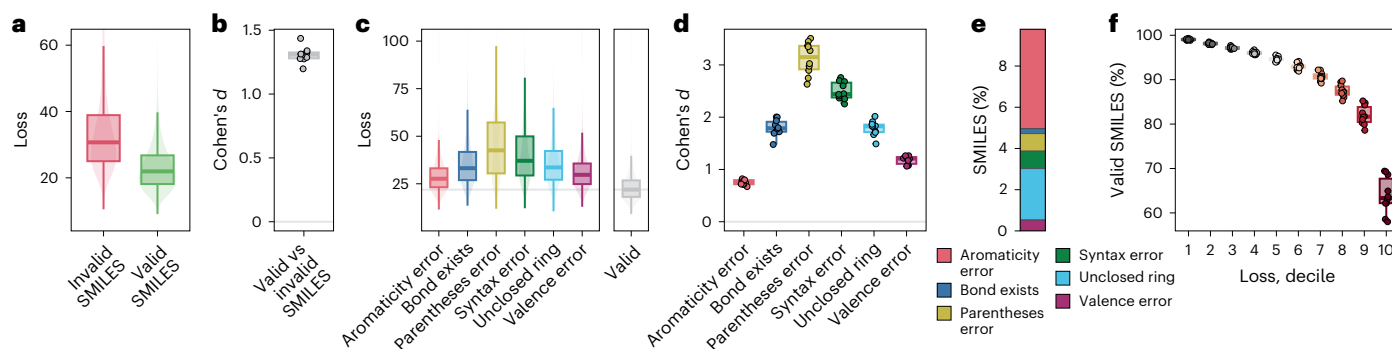 a
Loss
60
40
20
Invalid
SMILES
Valid
SMILES
b
Cohen's d
1.5
1.0
0.5
0
Valid vs
invalid
SMILES
c
Loss
100
75
50
25
Aromaticity error
Bond exists
Parentheses error
Syntax error
Unclosed ring
Valence error
Valid
d
Cohen's d
3
2
1
0
Aromaticity error
Bond exists
Parentheses error
Syntax error
Unclosed ring
Valence error
e
SMILES (%)
8
6
4
2
0
Aromaticity
error
Bond exists
Parentheses
error
Syntax error
Unclosed ring
Valence error
f
Valid SMILES (%)
100
90
80
70
60
1 2 3 4 5 6 7 8 9 10
Loss, decile